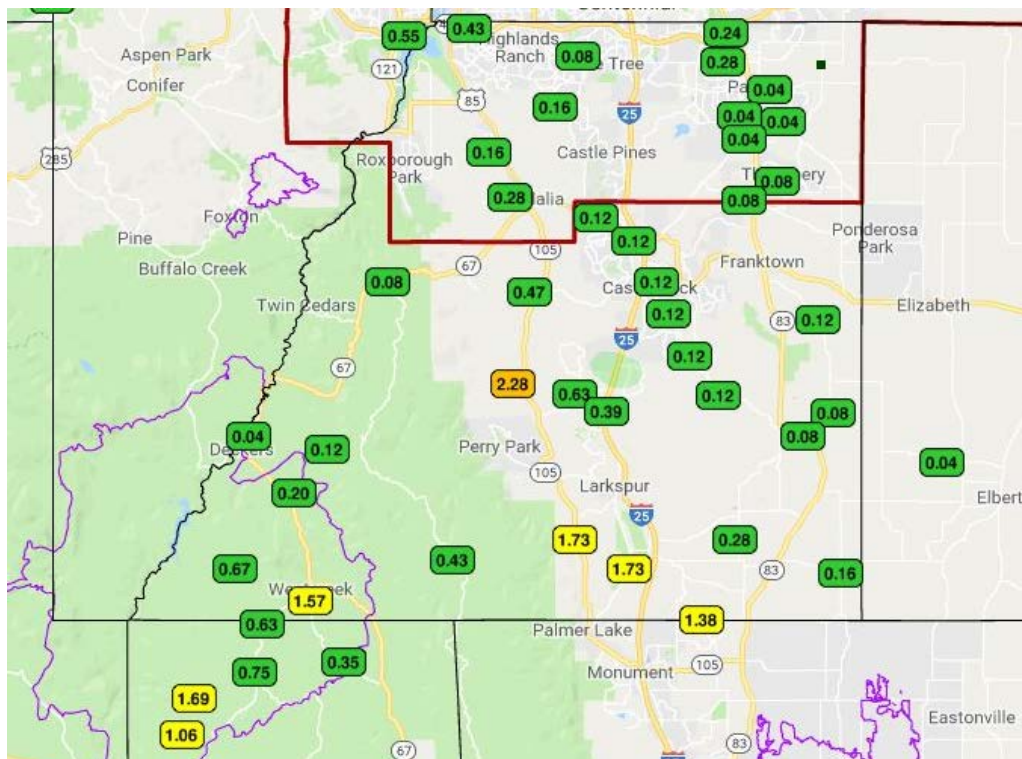 0.43
0.55
Highlands
Ranch
0.24
Aspen Park
0.08
e Tree
0.28
121
Conifer
85
0.04
0.16
25
0.04
0.04
0.04
285
0.16
Castle Pines
Roxborough
Park
0.08
0.28
0.08
Foxton
0.12
Pine
105
0.12
Ponderosa
Park
Buffalo Creek
67
Franktown
0.08
0.12
0.47
Twin Cedars
Elizabeth
0.12
83
0.12
25
0.12
67
2.28
0.63
0.12
0.39
0.08
0.04
Deckers
0.12
Perry Park
0.08
0.04
105
0.20
Larkspur
Elbert
25
1.73
0.28
0.43
0.67
1.73
83
0.16
1.57
0.63
1.38
Palmer Lake
0.75
0.35
Monument
105
1.69
Eastonville
1.06
67
83